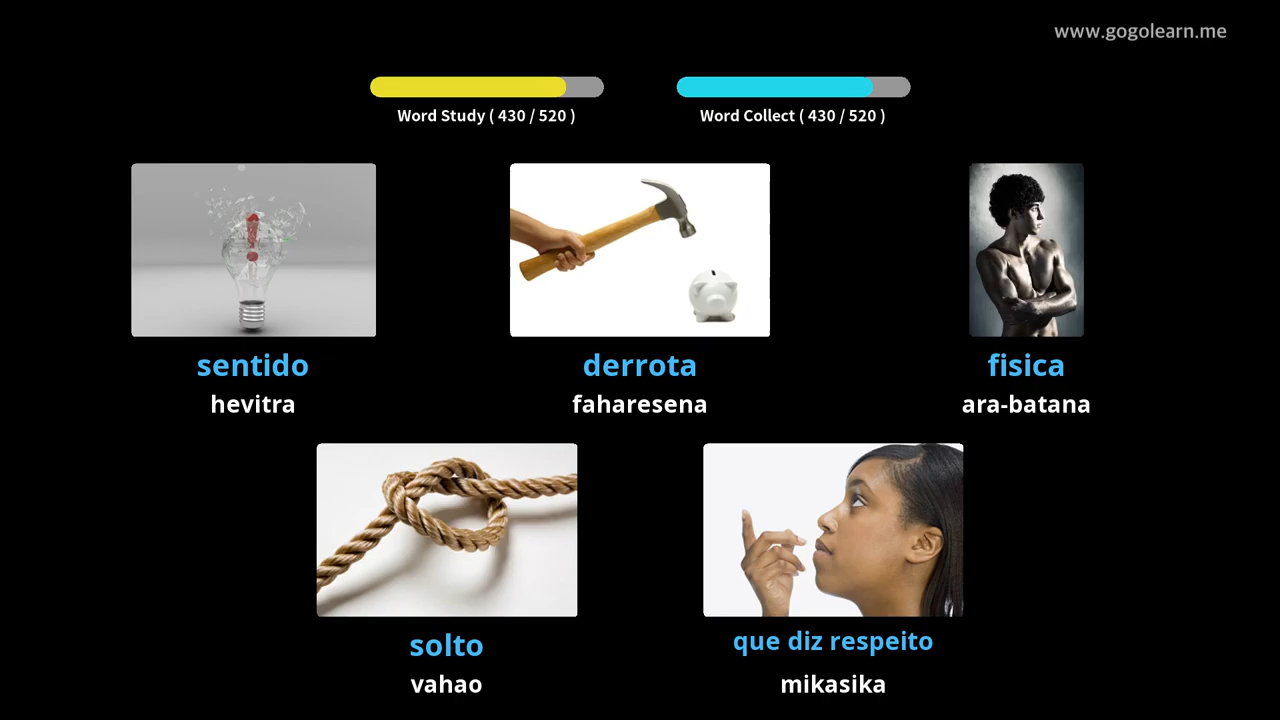 www.gogolearn.me
Word Study ( 430 / 520 )
Word Collect ( 430 / 520 )
sentido
hevitra
derrota
faharesena
fisica
ara-batana
solto
vahao
que diz respeito
mikasika